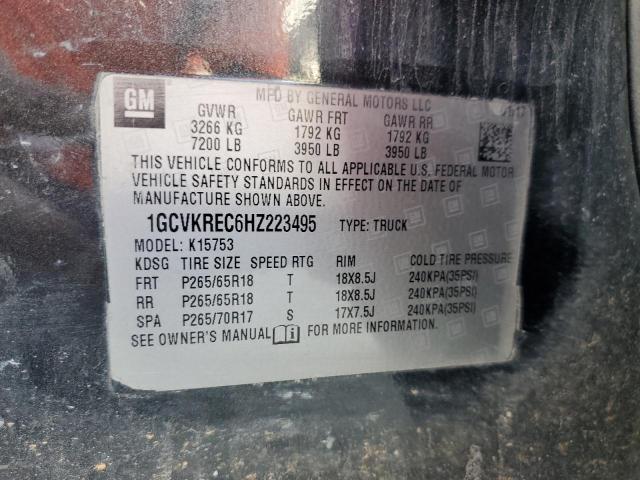 GM
MFD BY GENERAL MOTORS LLC
GVWR GAWR FRT GAWR RR
3266 KG 1792 KG 1792 KG
7200 LB 3950 LB 3950 LB
THIS VEHICLE CONFORMS TO ALL APPLICABLE U.S. FEDERAL MOTOR
VEHICLE SAFETY STANDARDS IN EFFECT ON THE DATE OF
MANUFACTURE SHOWN ABOVE.
1GCVKREC6HZ223495 TYPE: TRUCK
MODEL: K15753
KDSG TIRE SIZE SPEED RTG RIM COLD TIRE PRESSURE
FRT P265/65R18 T 18X8.5J 240KPA(35PSI)
RR P265/65R18 T 18X8.5J 240KPA(35PSI)
SPA P265/70R17 S 17X7.5J 240KPA(35PSI)
SEE OWNER'S MANUAL i FOR MORE INFORMATION.